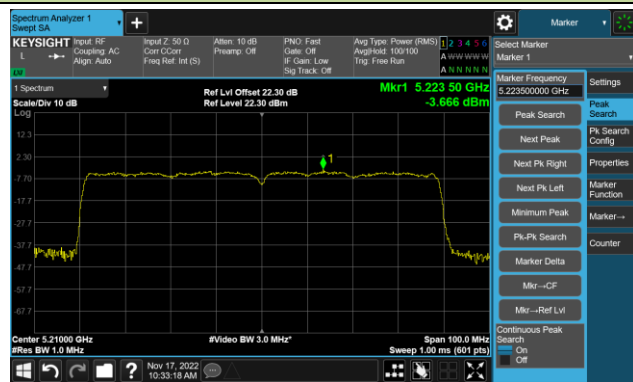 Spectrum Analyzer 1
Swept SA
Marker
KEYSIGHT Input: RF Input Z: 50 Ω Atten: 10 dB PNO: Fast Avg Type: Power (RMS) 1 2 3 4 5 6
L Coupling: AC Corr CCorr Preamp: Off Gate: Off Avg|Hold: 100/100 A W W W W W
Align: Auto Freq Ref: Int (S) IF Gain: Low Trig: Free Run A N N N N N
Sig Track: Off
Select Marker
Marker 1
1 Spectrum
Scale/Div 10 dB
Ref Lvl Offset 22.30 dB
Ref Level 22.30 dBm
Mkr1 5.223 50 GHz
-3.666 dBm
Log
12.3
2.30
-7.70
-17.7
-27.7
-37.7
-47.7
-57.7
-67.7
1
Center 5.21000 GHz
#Res BW 1.0 MHz
#Video BW 3.0 MHz*
Span 100.0 MHz
Sweep 1.00 ms (601 pts)
Marker Frequency
5.223500000 GHz
Peak Search
Next Peak
Next Pk Right
Next Pk Left
Minimum Peak
Pk-Pk Search
Marker Delta
Mkr→CF
Mkr→Ref Lvl
Continuous Peak
Search
On
Off
Settings
Peak
Search
Pk Search
Config
Properties
Marker
Function
Marker→
Counter
?
Nov 17, 2022
10:33:18 AM